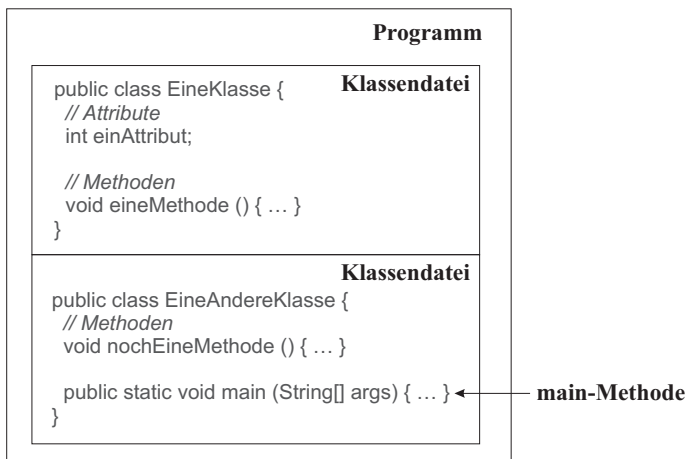 Programm
Klassendatei
public class EineKlasse {
// Attribute
int einAttribut;
// Methoden
void eineMethode () { … }
}
Klassendatei
public class EineAndereKlasse {
// Methoden
void nochEineMethode () { … }
public static void main (String[] args) { … }
main-Methode
}